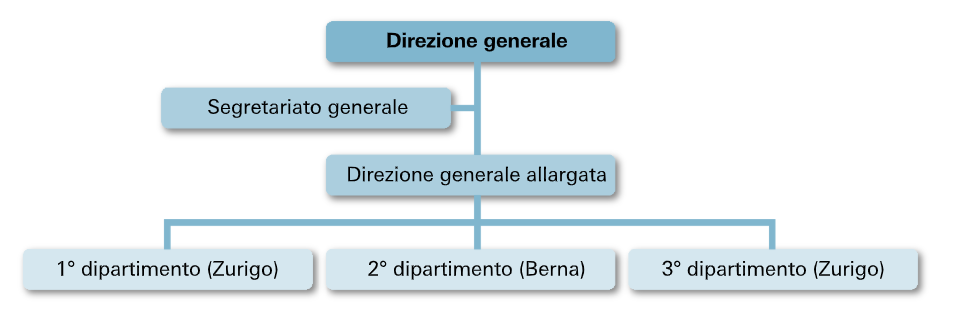 Direzione generale
Segretariato generale
Direzione generale allargata
1° dipartimento (Zurigo)
2° dipartimento (Berna)
3° dipartimento (Zurigo)